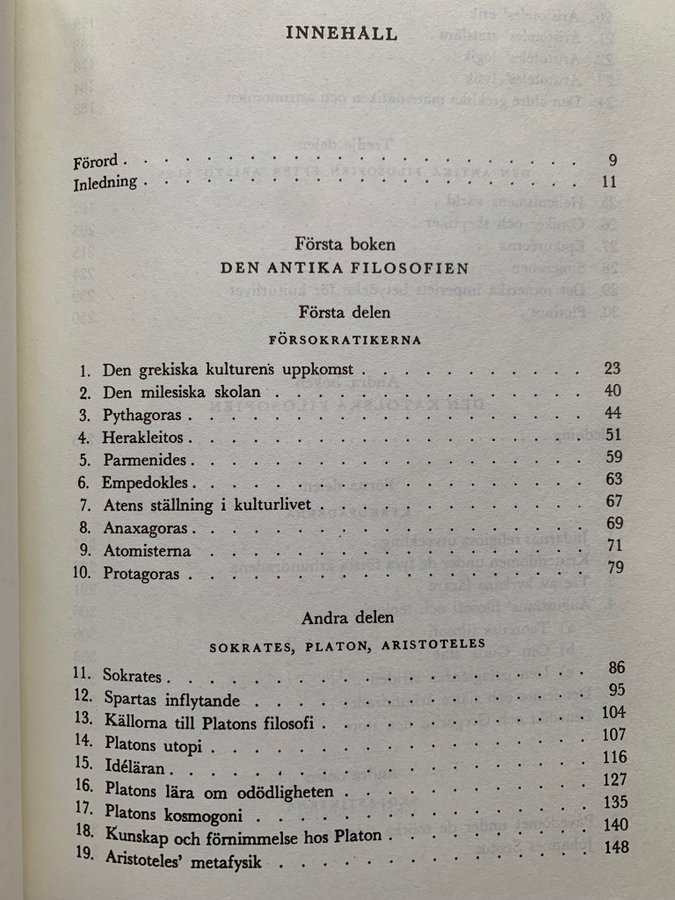 INNEHÅLL
Förord . . . . . . . . . . . . . . . . . . . . 9
Inledning . . . . . . . . . . . . . . . . . . . 11
Första boken
DEN ANTIKA FILOSOFIEN
Första delen
FÖRSOKRATIKERNA
1. Den grekiska kulturens uppkomst . . . . . . . . . . . 23
2. Den milesiska skolan . . . . . . . . . . . . . . . 40
3. Pythagoras . . . . . . . . . . . . . . . . . . 44
4. Herakleitos . . . . . . . . . . . . . . . . . . 51
5. Parmenides . . . . . . . . . . . . . . . . . . 59
6. Empedokles . . . . . . . . . . . . . . . . . . 63
7. Atens ställning i kulturlivet . . . . . . . . . . . . . 67
8. Anaxagoras . . . . . . . . . . . . . . . . . . 69
9. Atomisterna . . . . . . . . . . . . . . . . . . 71
10. Protagoras . . . . . . . . . . . . . . . . . . 79
Andra delen
SOKRATES, PLATON, ARISTOTELES
11. Sokrates . . . . . . . . . . . . . . . . . . . 86
12. Spartas inflytande . . . . . . . . . . . . . . . . 95
13. Källorna till Platons filosofi . . . . . . . . . . . . . 104
14. Platons utopi . . . . . . . . . . . . . . . . . 107
15. Idéläran . . . . . . . . . . . . . . . . . . . 116
16. Platons lära om odödligheten . . . . . . . . . . . . 127
17. Platons kosmogoni . . . . . . . . . . . . . . . . 135
18. Kunskap och förnimmelse hos Platon . . . . . . . . . . 140
19. Aristoteles' metafysik . . . . . . . . . . . . . . . 148